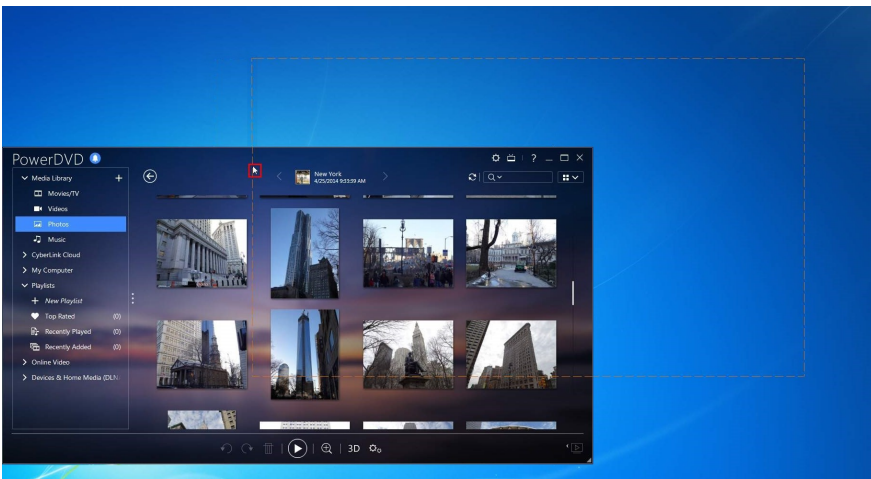 PowerDVD
?
Media Library
Movies/TV
Videos
Photos
Music
CyberLink Cloud
My Computer
Playlists
New Playlist
Top Rated (0)
Recently Played (0)
Recently Added (0)
Online Video
Devices & Home Media (DLN
New York
4/25/2014 9:53:59 AM
3D